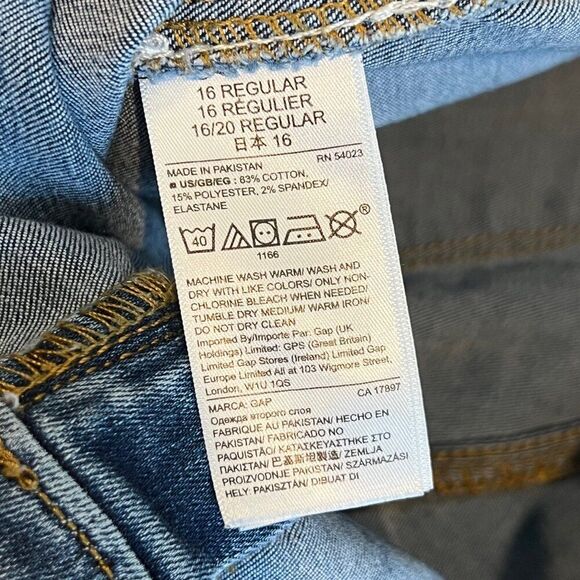 16 REGULAR
16 RÉGULIER
16/20 REGULAR
日本 16
MADE IN PAKISTAN RN 54023
US/GB/EG : 83% COTTON,
15% POLYESTER, 2% SPANDEX/
ELASTANE
40
®
1166
MACHINE WASH WARM/ WASH AND
DRY WITH LIKE COLORS/ ONLY NON-
CHLORINE BLEACH WHEN NEEDED/
TUMBLE DRY MEDIUM/ WARM IRON/
DO NOT DRY CLEAN
Imported By/Importe Par: Gap (UK
Holdings) Limited: GPS (Great Britain)
Limited Gap Stores (Ireland) Limited Gap
Europe Limited All at 103 Wigmore Street,
London, W1U 1QS
CA 17897
MARCA: GAP
Одежда второго слоя
FABRIQUÉ AU PAKISTAN/ HECHO EN
PAKISTAN/ FABRICADO NO
PAQUISTÃO/ ΚΑΤΑΣΚΕΥΑΣΤΗΚΕ ΣΤΟ
ΠΑΚΙΣΤΑΝ/ 巴基斯坦製造/ ZEMLJA
PROIZVODNJE: PAKISTAN/ SZÁRMAZÁSI
HELY: PAKISZTÁN/ DIBUAT DI